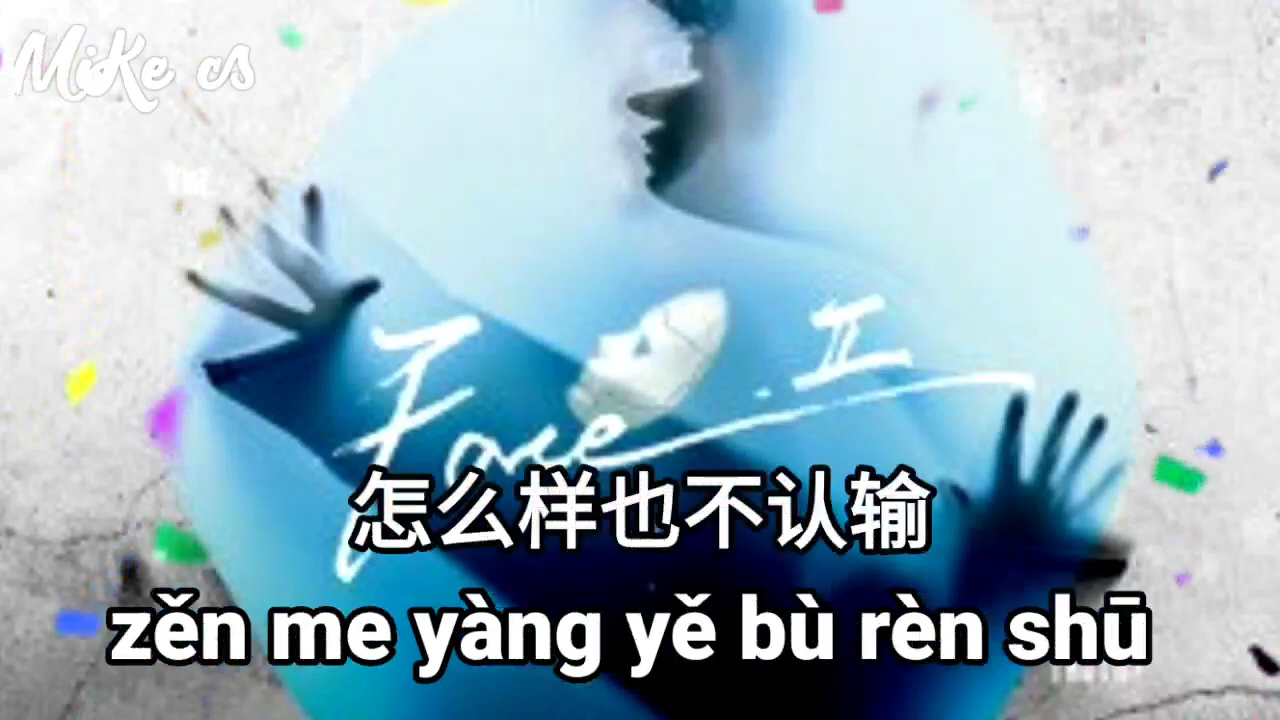 MiKe cs
Face . II
怎么样也不认输
zěn me yàng yě bù rèn shū